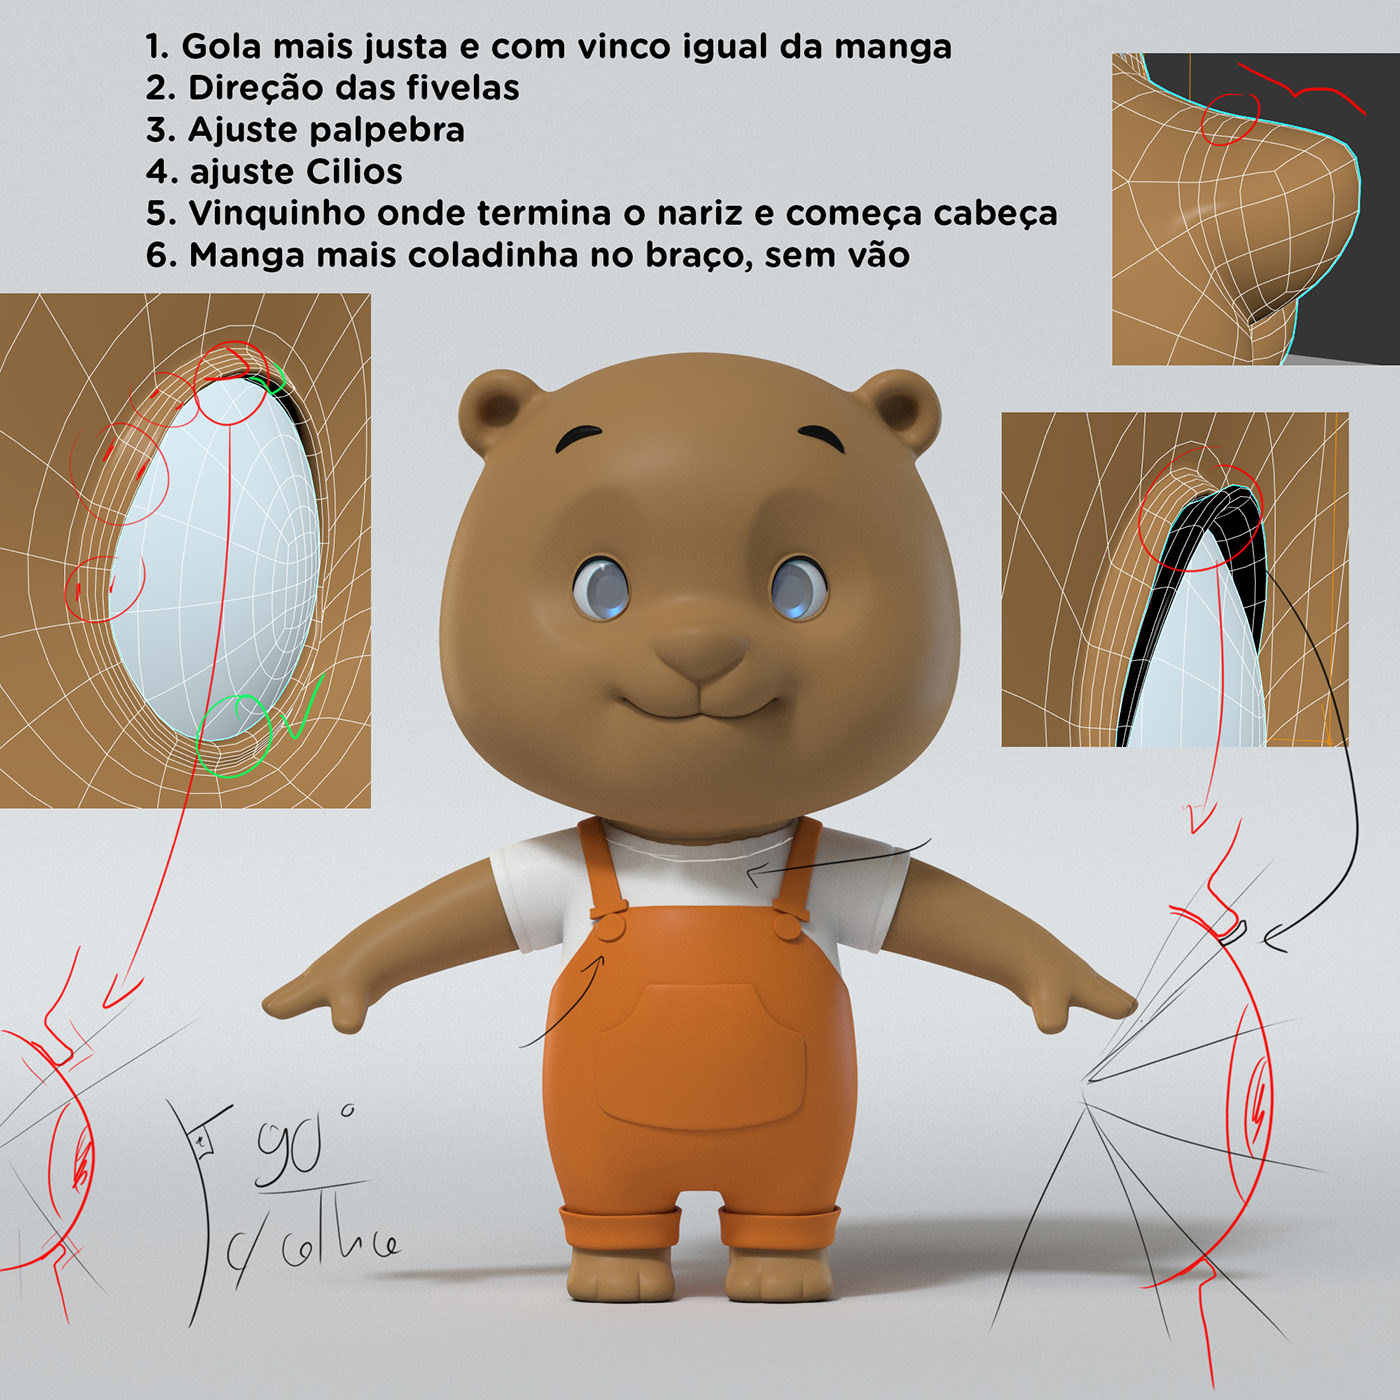 1. Gola mais justa e com vinco igual da manga
2. Direção das fivelas
3. Ajuste palpebra
4. ajuste Cilios
5. Vinquinho onde termina o nariz e começa cabeça
6. Manga mais coladinha no braço, sem vão
90°
c/ olho